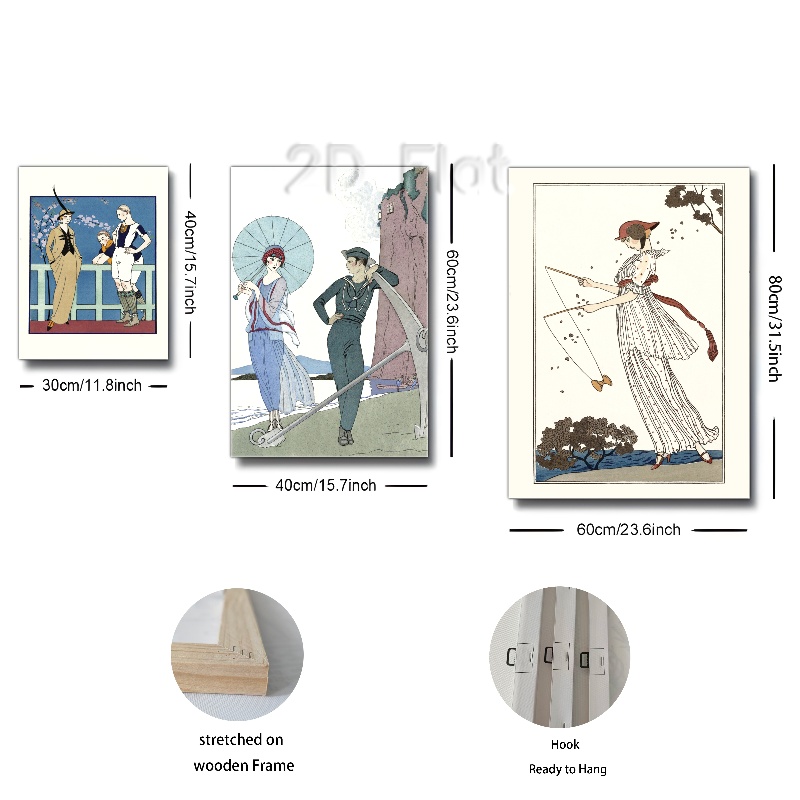 2D Flat
40cm/15.7inch
30cm/11.8inch
60cm/23.6inch
40cm/15.7inch
80cm/31.5inch
60cm/23.6inch
stretched on
wooden Frame
Hook
Ready to Hang